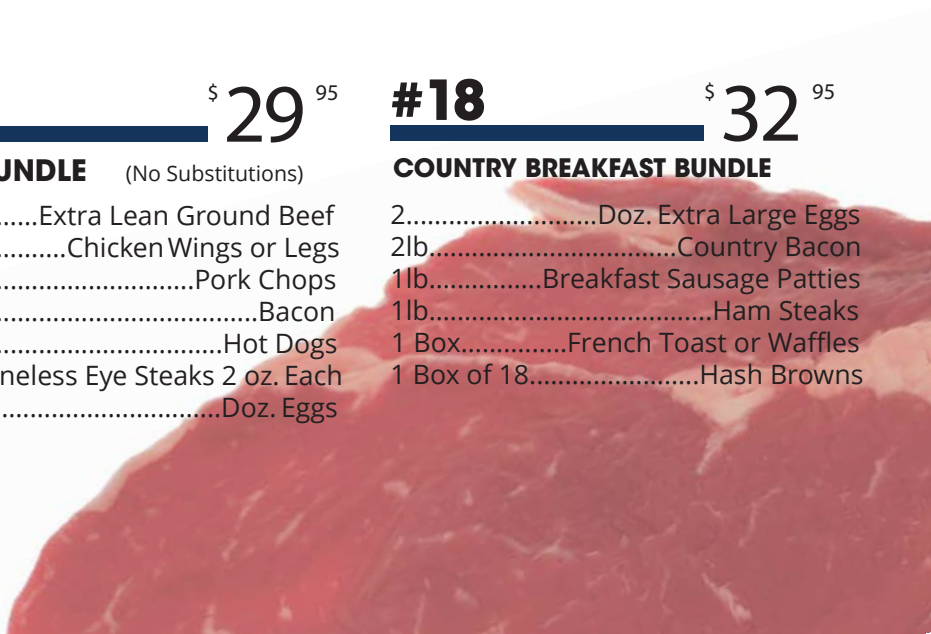 $ 29 95
UNDLE (No Substitutions)
......Extra Lean Ground Beef
..........Chicken Wings or Legs
............................Pork Chops
.....................................Bacon
................................Hot Dogs
neless Eye Steaks 2 oz. Each
................................Doz. Eggs
#18 $ 32 95
COUNTRY BREAKFAST BUNDLE
2...........................Doz. Extra Large Eggs
2lb...................................Country Bacon
1lb................Breakfast Sausage Patties
1lb........................................Ham Steaks
1 Box...............French Toast or Waffles
1 Box of 18........................Hash Browns